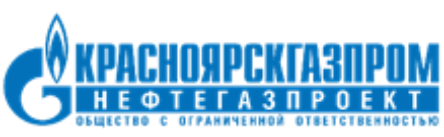 КРАСНОЯРСКГАЗПРОМ
НЕФТЕГАЗПРОЕКТ
ОБЩЕСТВО С ОГРАНИЧЕННОЙ ОТВЕТСТВЕННОСТЬЮ